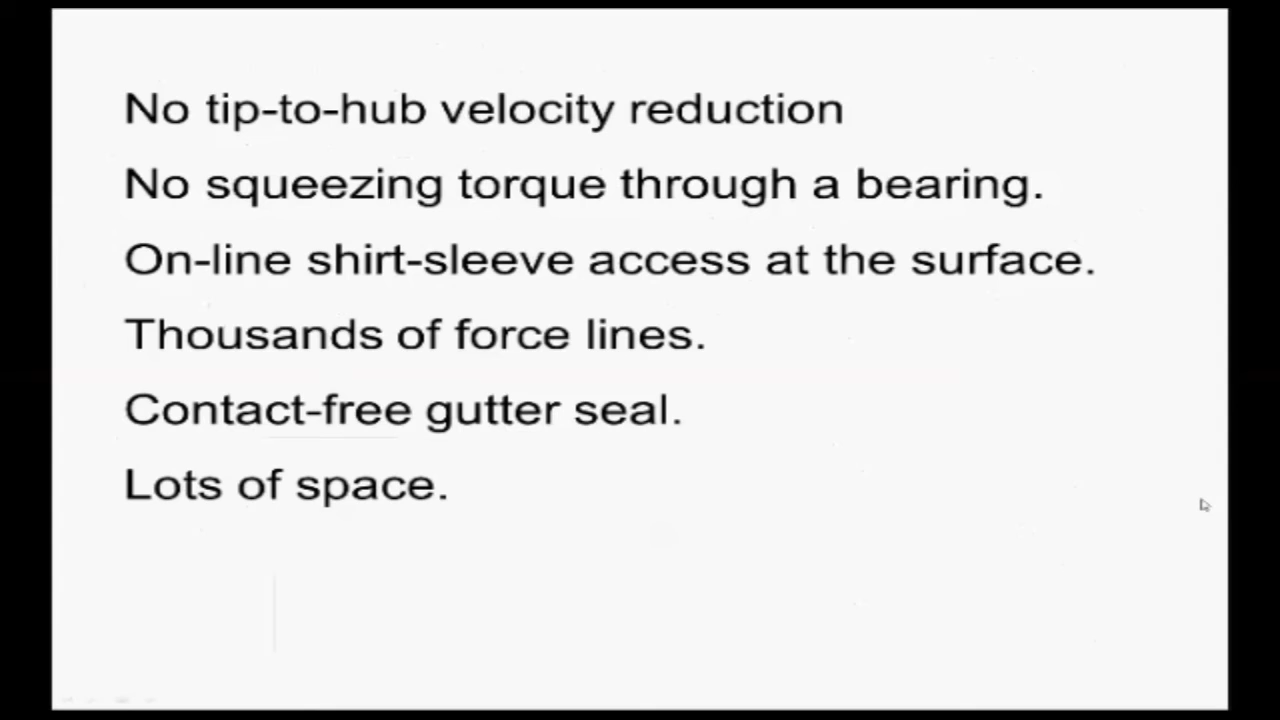 No tip-to-hub velocity reduction
No squeezing torque through a bearing.
On-line shirt-sleeve access at the surface.
Thousands of force lines.
Contact-free gutter seal.
Lots of space.